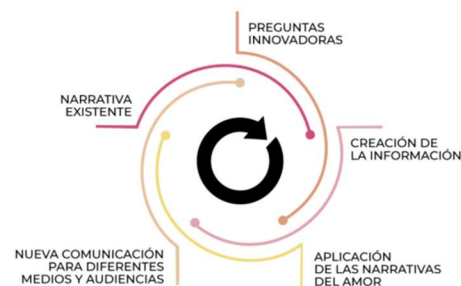 PREGUNTAS
INNOVADORAS
NARRATIVA
EXISTENTE
CREACIÓN DE
LA INFORMACIÓN
NUEVA COMUNICACIÓN
PARA DIFERENTES
MEDIOS Y AUDIENCIAS
APLICACIÓN
DE LAS NARRATIVAS
DEL AMOR